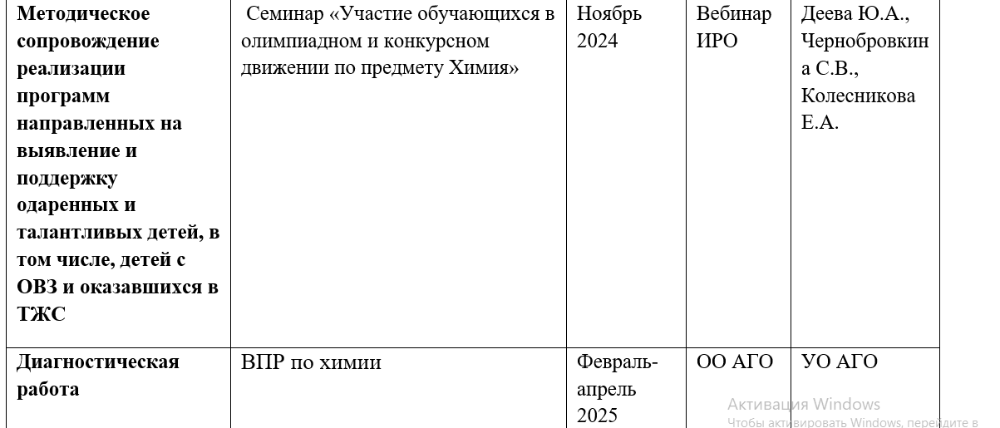 Методическое
сопровождение
реализации
программ
направленных на
выявление и
поддержку
одаренных и
талантливых детей, в
том числе, детей с
ОВЗ и оказавшихся в
ТЖС
Семинар «Участие обучающихся в
олимпиадном и конкурсном
движении по предмету Химия»
Ноябрь
2024
Вебинар
ИРО
Деева Ю.А.,
Чернобровкин
а С.В.,
Колесникова
Е.А.
Диагностическая
работа
ВПР по химии
Февраль-
апрель
2025
ОО АГО
УО АГО
Активация Windows
Чтобы активировать Windows, перейдите в